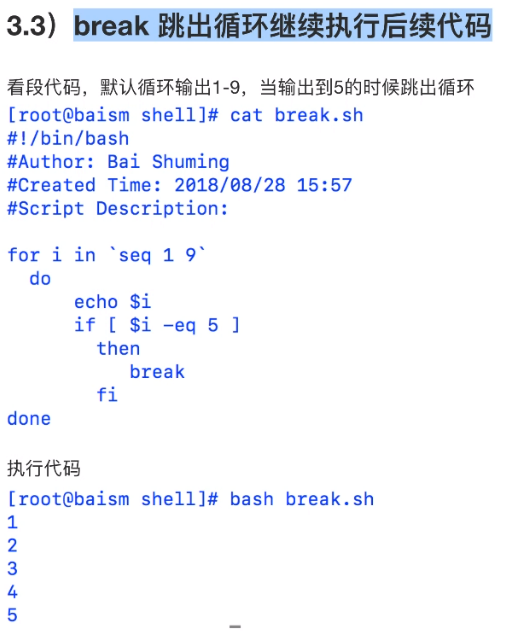 3.3）break 跳出循环继续执行后续代码
看段代码，默认循环输出1-9，当输出到5的时候跳出循环
[root@baism shell]# cat break.sh
#!/bin/bash
#Author: Bai Shuming
#Created Time: 2018/08/28 15:57
#Script Description:
for i in `seq 1 9`
do
echo $i
if [ $i -eq 5 ]
then
break
fi
done
执行代码
[root@baism shell]# bash break.sh
1
2
3
4
5